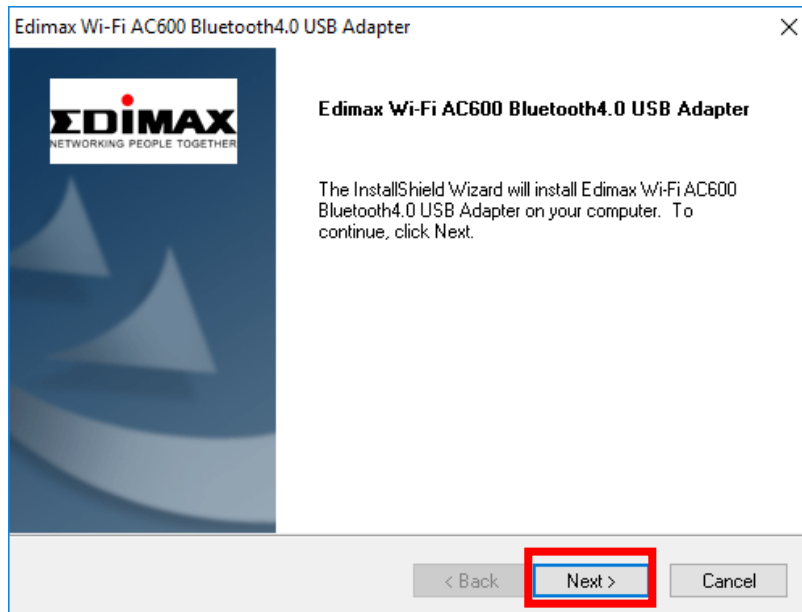 Edimax Wi-Fi AC600 Bluetooth4.0 USB Adapter
EDiMAX
NETWORKING PEOPLE TOGETHER
Edimax Wi-Fi AC600 Bluetooth4.0 USB Adapter
The InstallShield Wizard will install Edimax Wi-Fi AC600
Bluetooth4.0 USB Adapter on your computer.  To
continue, click Next.
< Back
Next >
Cancel